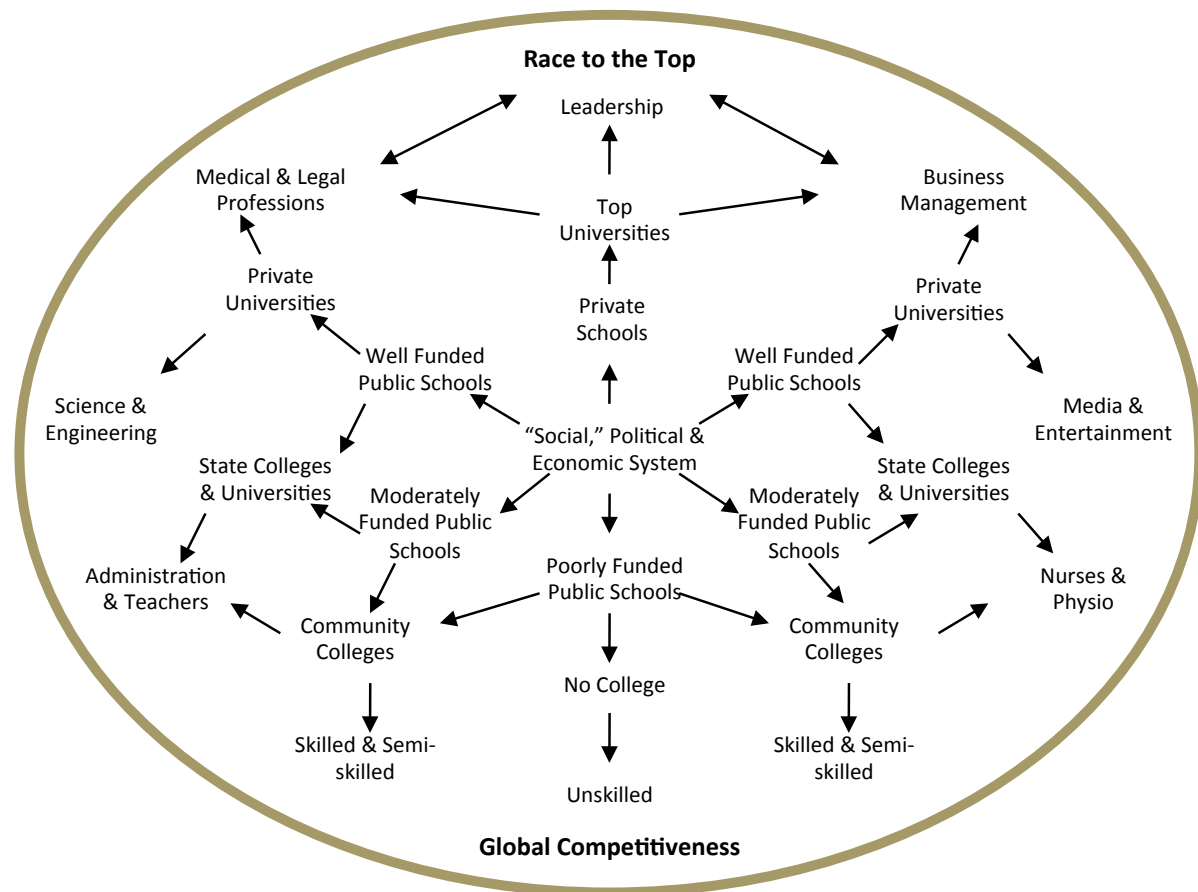 Race to the Top
Leadership
Medical & Legal
Professions
Business
Management
Top
Universities
Private
Universities
Private
Schools
Private
Universities
Well Funded
Public Schools
Well Funded
Public Schools
Science &
Engineering
Media &
Entertainment
“Social,” Political &
Economic System
State Colleges
& Universities
State Colleges
& Universities
Moderately
Funded Public
Schools
Moderately
Funded Public
Schools
Administration
& Teachers
Poorly Funded
Public Schools
Nurses &
Physio
Community
Colleges
Community
Colleges
No College
Skilled & Semi-
skilled
Skilled & Semi-
skilled
Unskilled
Global Competitiveness